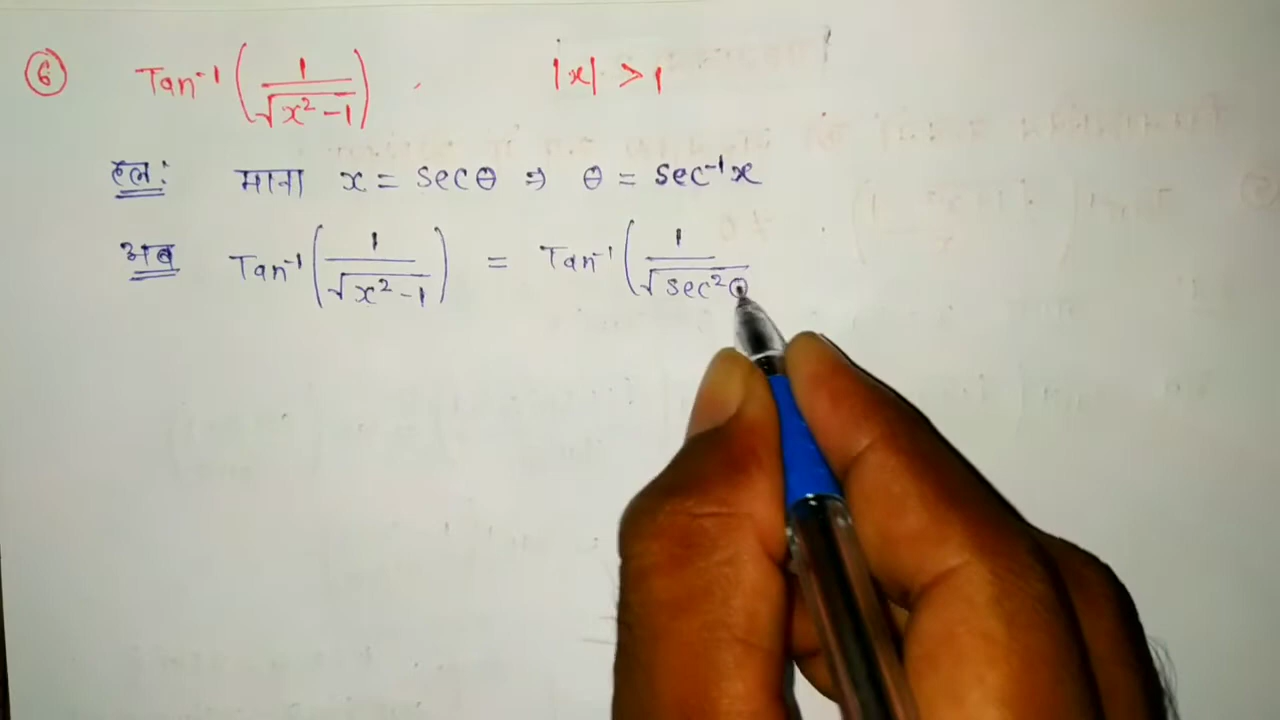 ⑥ Tan⁻¹(1/√(x²-1)), |x| > 1
हल: माना x = secθ ⇒ θ = sec⁻¹x
अब Tan⁻¹(1/√(x²-1)) = Tan⁻¹(1/√(sec²θ